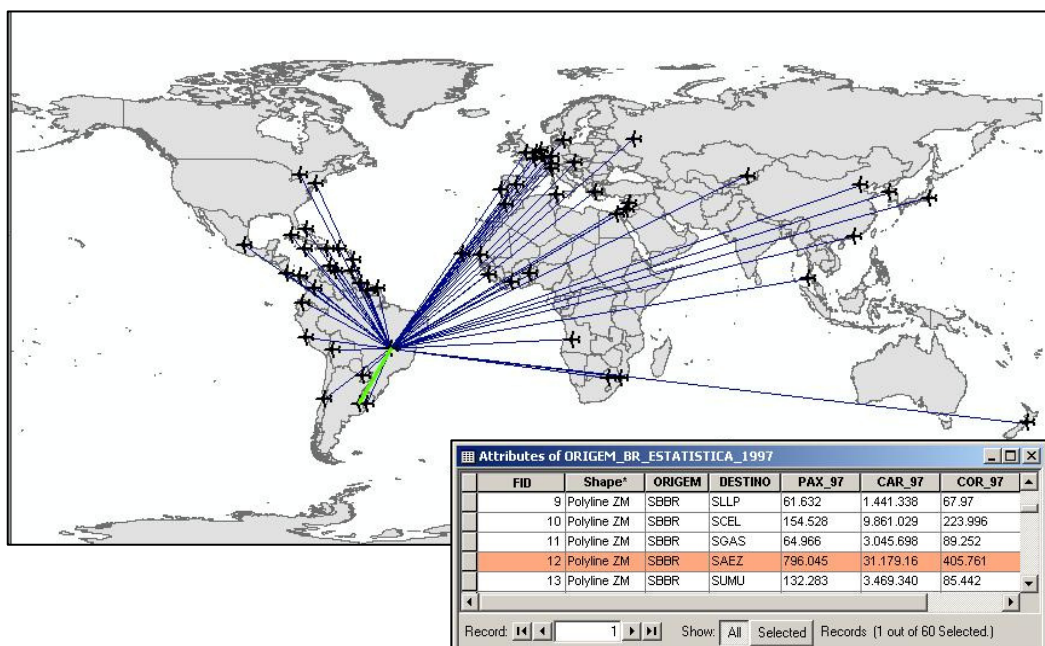 Attributes of ORIGEM_BR_ESTATISTICA_1997
FID Shape* ORIGEM DESTINO PAX_97 CAR_97 COR_97
9 Polyline ZM SBBR SLLP 61.632 1.441.338 67.97
10 Polyline ZM SBBR SCEL 154.528 9.861.029 223.996
11 Polyline ZM SBBR SGAS 64.966 3.045.698 89.252
12 Polyline ZM SBBR SAEZ 796.045 31.179.16 405.761
13 Polyline ZM SBBR SUMU 132.283 3.469.340 85.442
Record: 1 Show: All Selected Records (1 out of 60 Selected.)